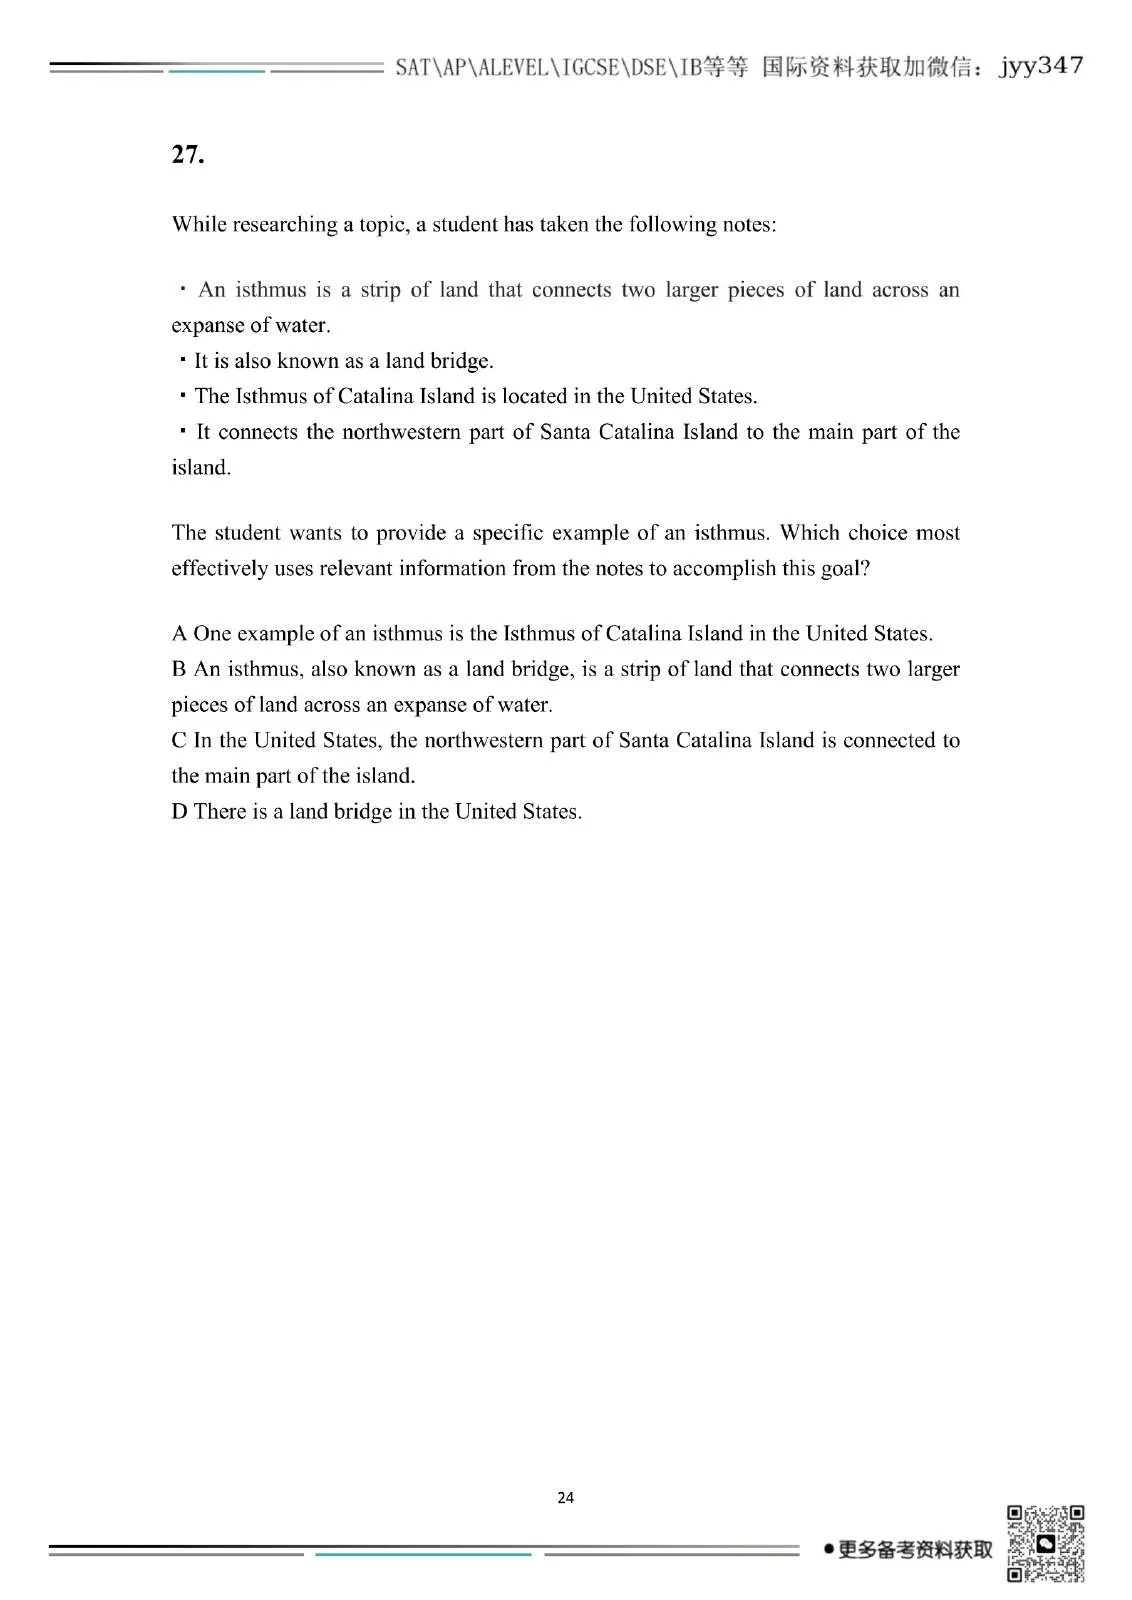 SAT\AP\ALEVEL\IGCSE\DSE\IB等等 国际资料获取加微信: jyy347
27.
While researching a topic, a student has taken the following notes:
· An isthmus is a strip of land that connects two larger pieces of land across an
expanse of water.
· It is also known as a land bridge.
· The Isthmus of Catalina Island is located in the United States.
· It connects the northwestern part of Santa Catalina Island to the main part of the
island.
The student wants to provide a specific example of an isthmus. Which choice most
effectively uses relevant information from the notes to accomplish this goal?
A One example of an isthmus is the Isthmus of Catalina Island in the United States.
B An isthmus, also known as a land bridge, is a strip of land that connects two larger
pieces of land across an expanse of water.
C In the United States, the northwestern part of Santa Catalina Island is connected to
the main part of the island.
D There is a land bridge in the United States.
24
●更多备考资料获取